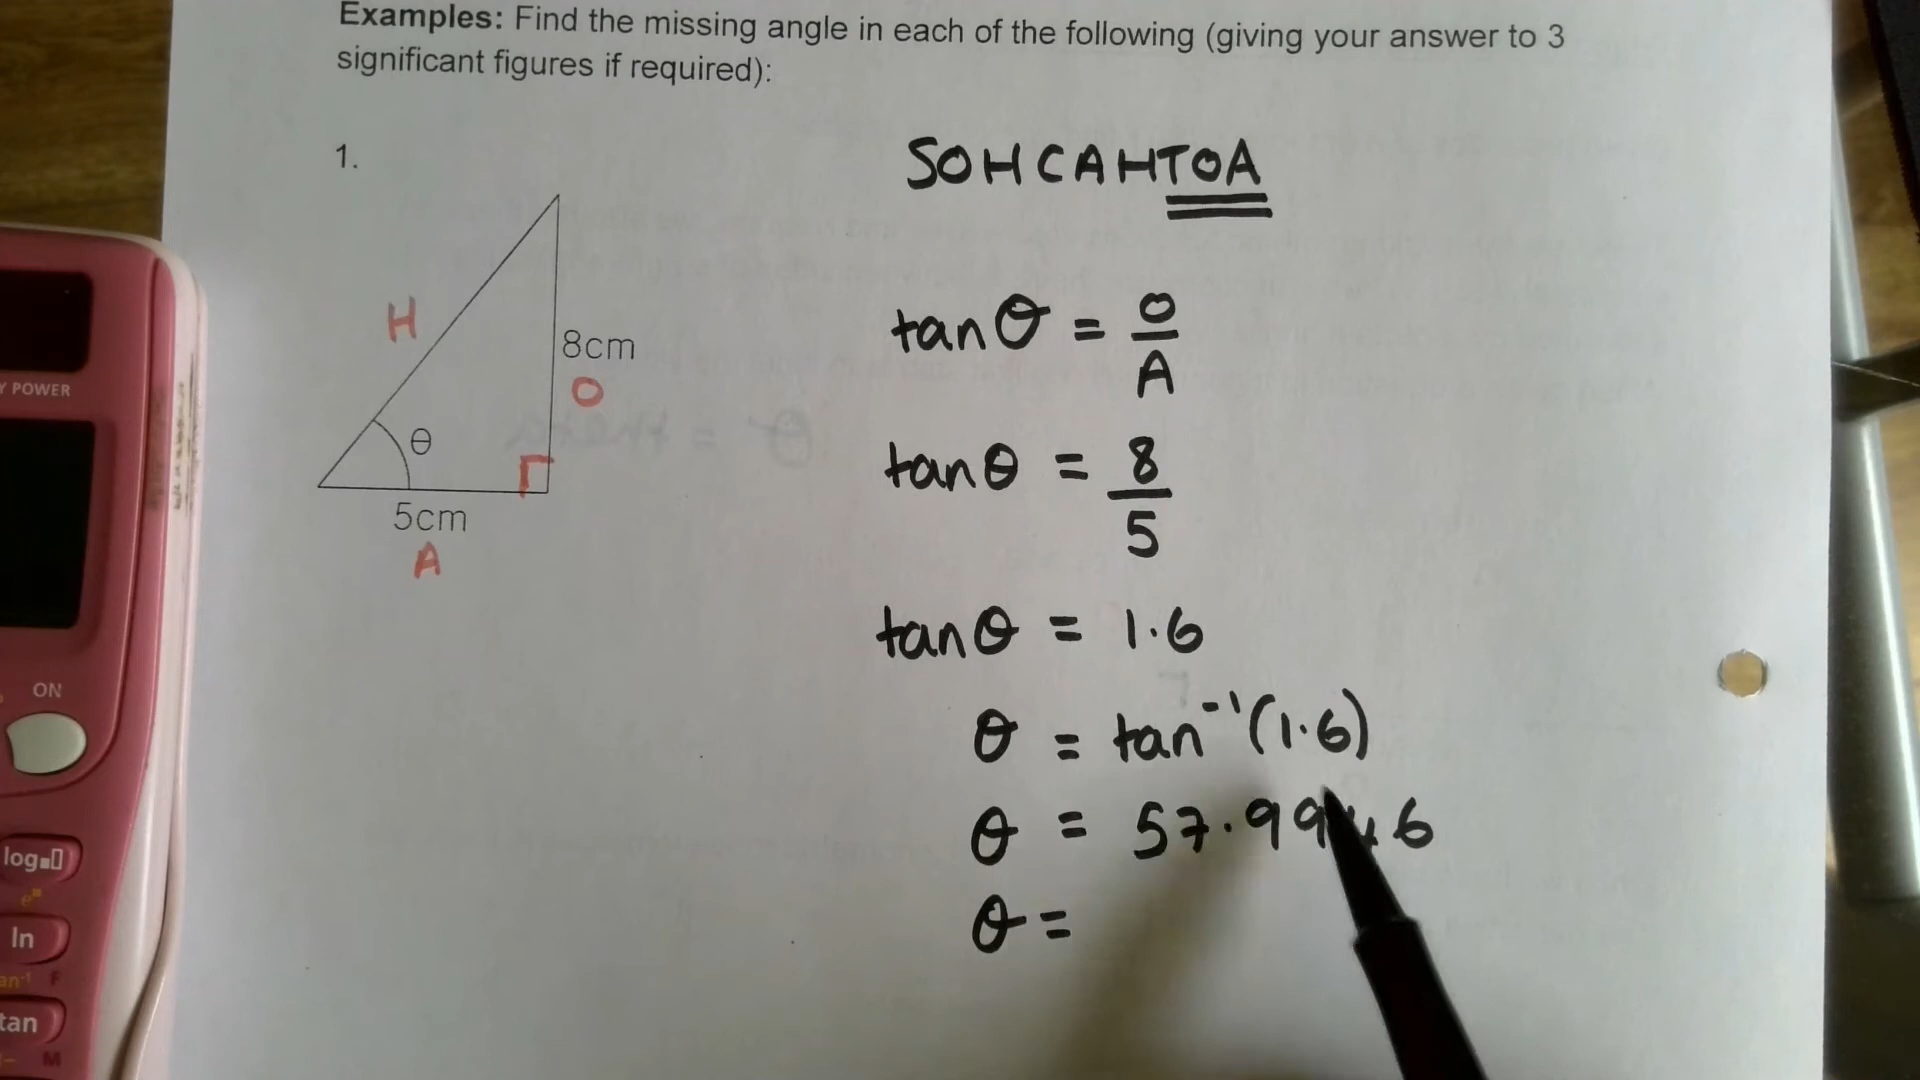 Examples: Find the missing angle in each of the following (giving your answer to 3
significant figures if required):
1.
SOHCAHTOA
H
8cm
O
θ
5cm
A
tanθ = O/A
tanθ = 8/5
tanθ = 1.6
θ = tan⁻¹(1.6)
θ = 57.99
θ =
POWER
ON
log
ln
tan⁻¹ F
tan
M